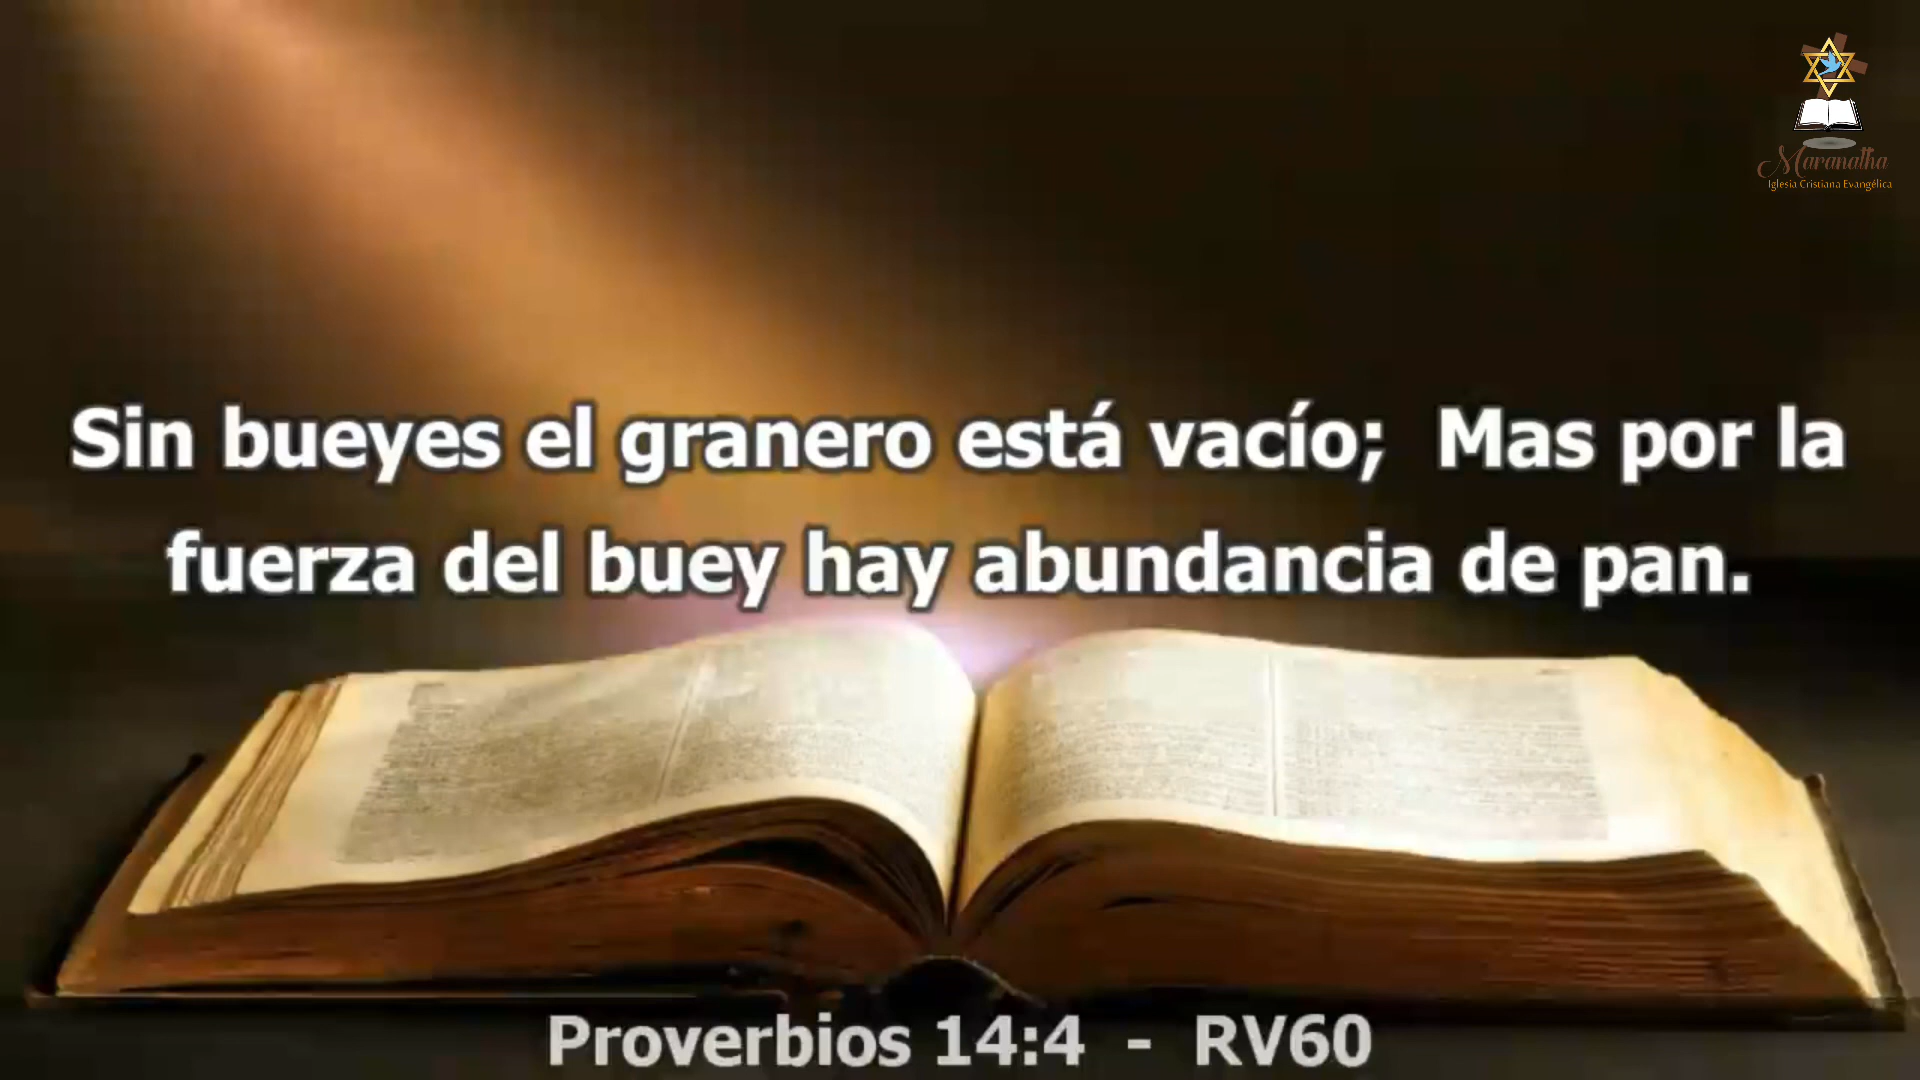 Maranatha
Iglesia Cristiana Evangélica
Sin bueyes el granero está vacío;  Mas por la
fuerza del buey hay abundancia de pan.
Proverbios 14:4  -  RV60